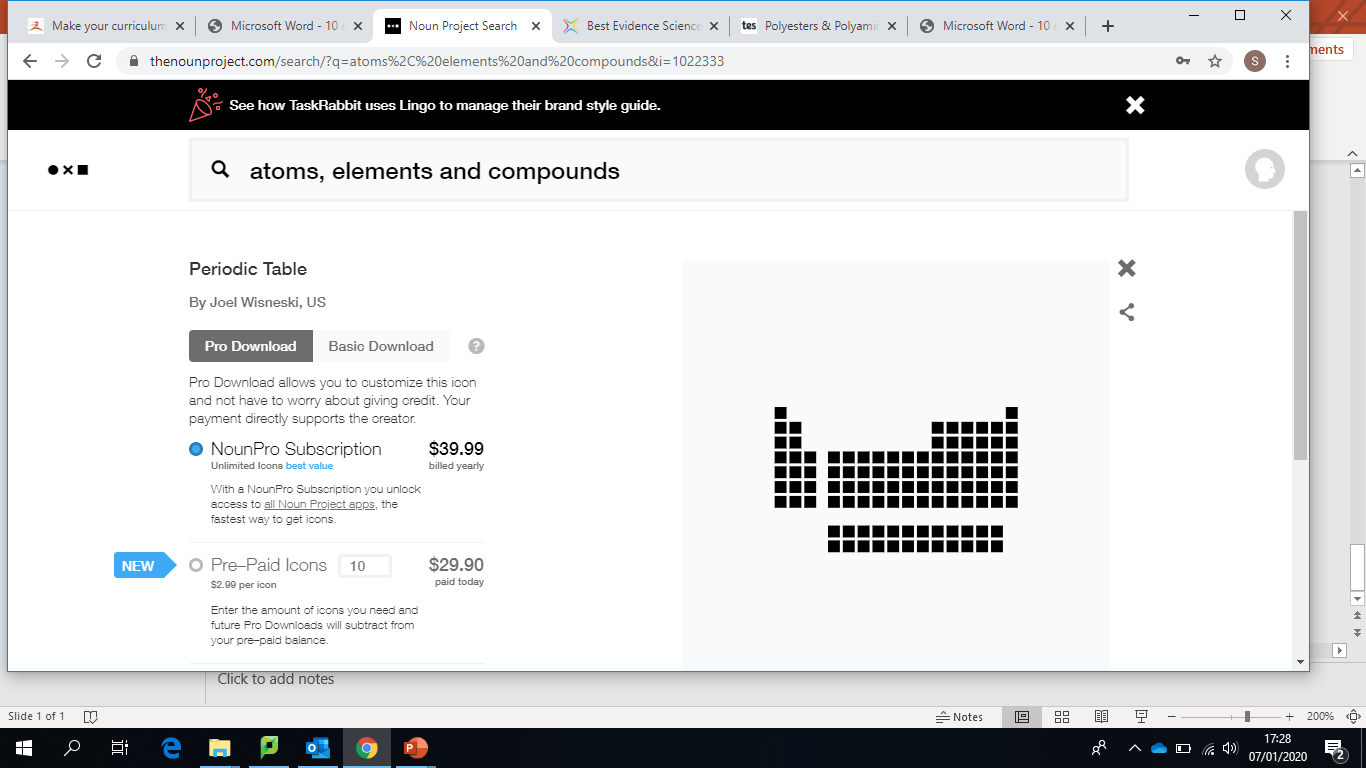 Make your curriculum
Microsoft Word - 10
Noun Project Search
Best Evidence Science
tes Polyesters & Polyami
Microsoft Word - 10
ments
thenounproject.com/search/?q=atoms%2C%20elements%20and%20compounds&i=1022333
S
See how TaskRabbit uses Lingo to manage their brand style guide.
atoms, elements and compounds
Periodic Table
By Joel Wisneski, US
Pro Download Basic Download ?
Pro Download allows you to customize this icon
and not have to worry about giving credit. Your
payment directly supports the creator.
NounPro Subscription $39.99
Unlimited Icons best value billed yearly
With a NounPro Subscription you unlock
access to all Noun Project apps, the
fastest way to get icons.
NEW Pre–Paid Icons 10 $29.90
$2.99 per icon paid today
Enter the amount of icons you need and
future Pro Downloads will subtract from
your pre–paid balance.
Click to add notes
Slide 1 of 1 Notes 200%
17:28
07/01/2020
2